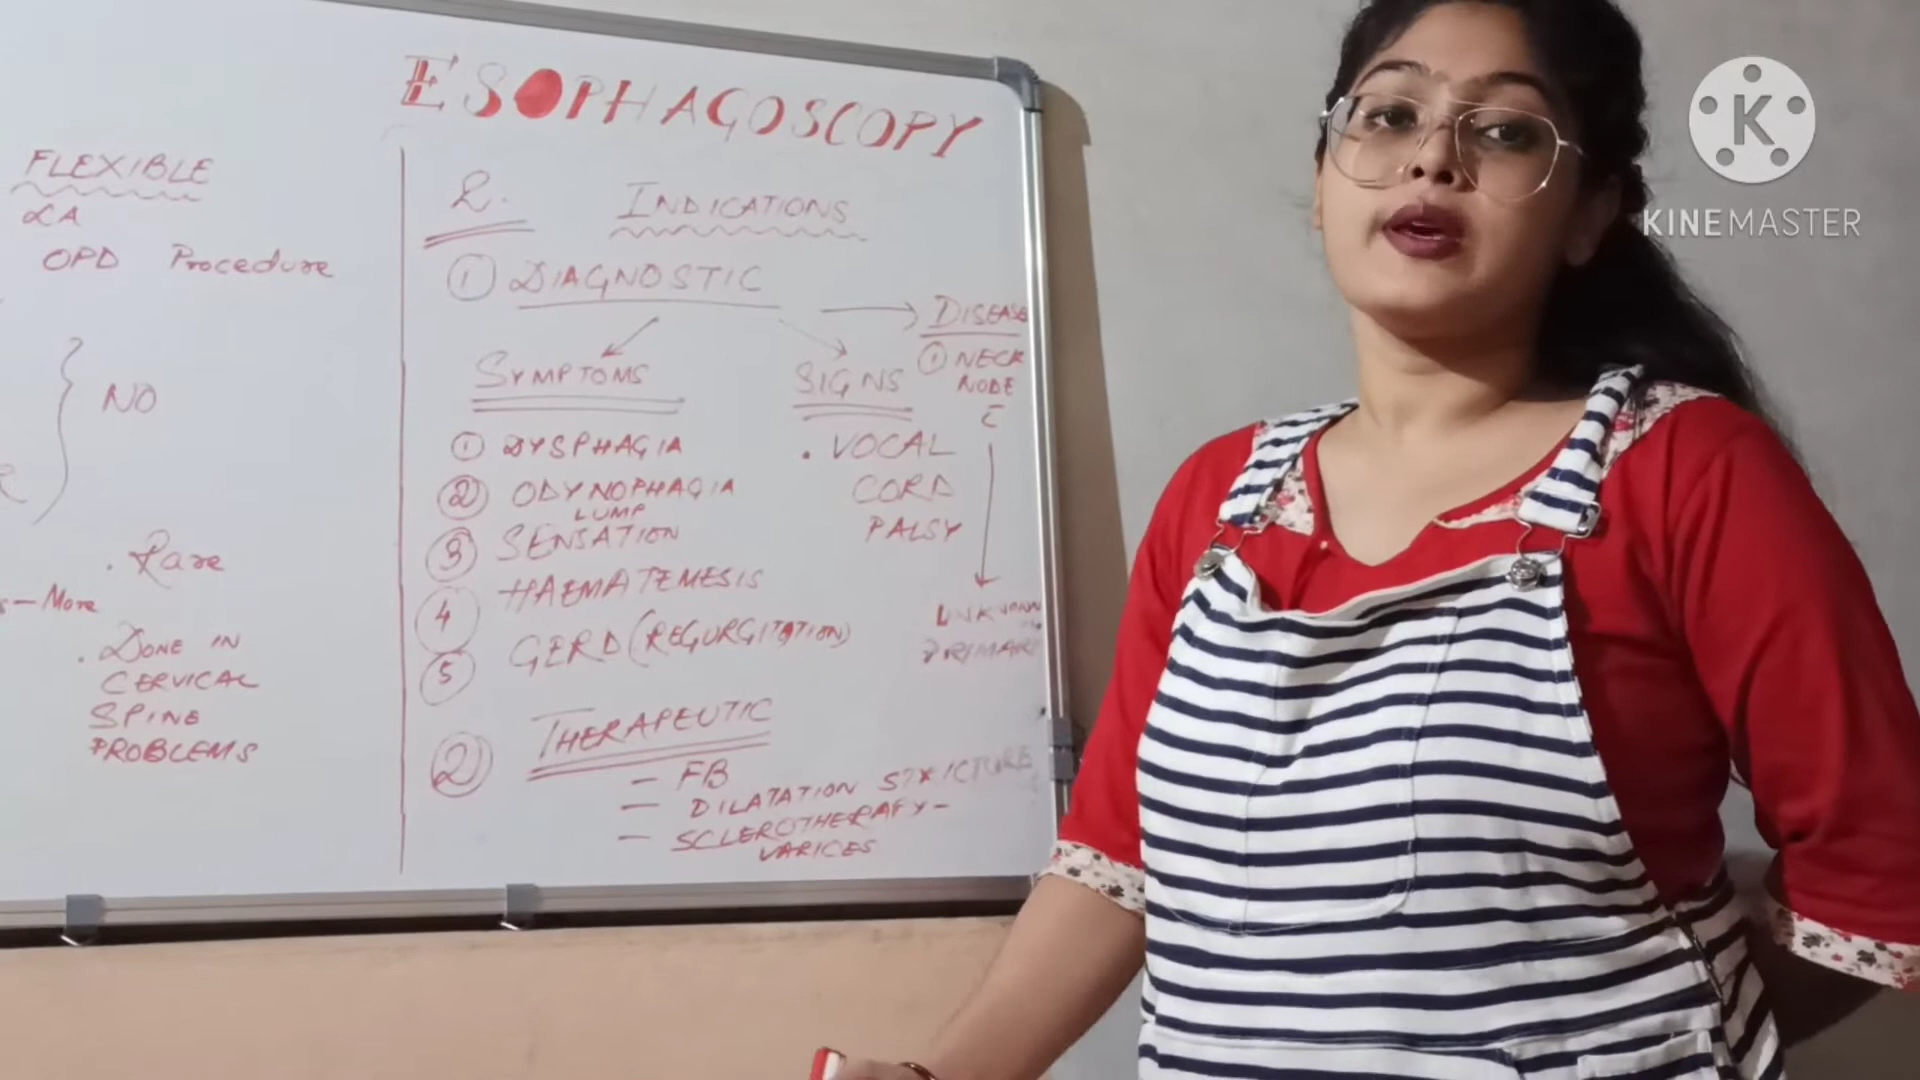 ESOPHAGOSCOPY
FLEXIBLE
LA
OPD Procedure
NO
. Rare
- More
. DONE IN
CERVICAL
SPINE
PROBLEMS
2. INDICATIONS
① DIAGNOSTIC
SYMPTOMS
① DYSPHAGIA
② ODYNOPHAGIA
LUMP
③ SENSATION
④ HAEMATEMESIS
⑤ GERD (REGURGITATION)
SIGNS
. VOCAL
CORD
PALSY
DISEASE
① NECK
NODE
C̄
UNKNOWN
PRIMARY
② THERAPEUTIC
- FB
- DILATATION STRICTURE
- SCLEROTHERAPY -
VARICES
K
KINEMASTER